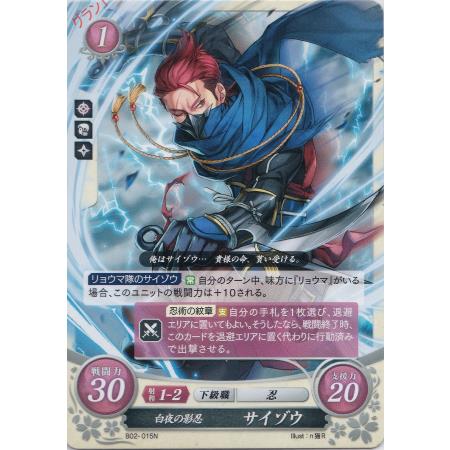 1
俺はサイゾウ… 貴様の命、貰い受ける。
リョウマ隊のサイゾウ 常 自分のターン中、味方に『リョウマ』がいる
場合、このユニットの戦闘力は+10される。
忍術の紋章 支 自分の手札を1枚選び、退避
エリアに置いてもよい。そうしたなら、戦闘終了時、
このカードを退避エリアに置く代わりに行動済み
で出撃させる。
戦闘力
30
射程 1-2 下級職 忍
支援力
20
白夜の影忍 サイゾウ
B02-015N
Illust:n猫R